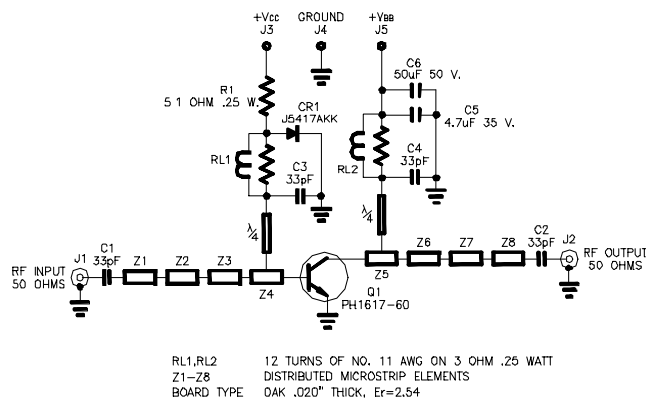 +Vcc GROUND +VBB
J3 J4 J5
C6
50uF 50 V.
R1
51 OHM .25 W.
CR1
J5417AKK
C5
4.7uF 35 V.
RL1
C3
33pF
RL2
C4
33pF
λ/4
λ/4
J1
C1
33pF
Z1 Z2 Z3
Z4
Z5
Z6 Z7 Z8
C2
33pF
J2
RF INPUT
50 OHMS
RF OUTPUT
50 OHMS
Q1
PH1617-60
RL1,RL2 12 TURNS OF NO. 11 AWG ON 3 OHM .25 WATT
Z1-Z8 DISTRIBUTED MICROSTRIP ELEMENTS
BOARD TYPE OAK .020" THICK, Er=2.54